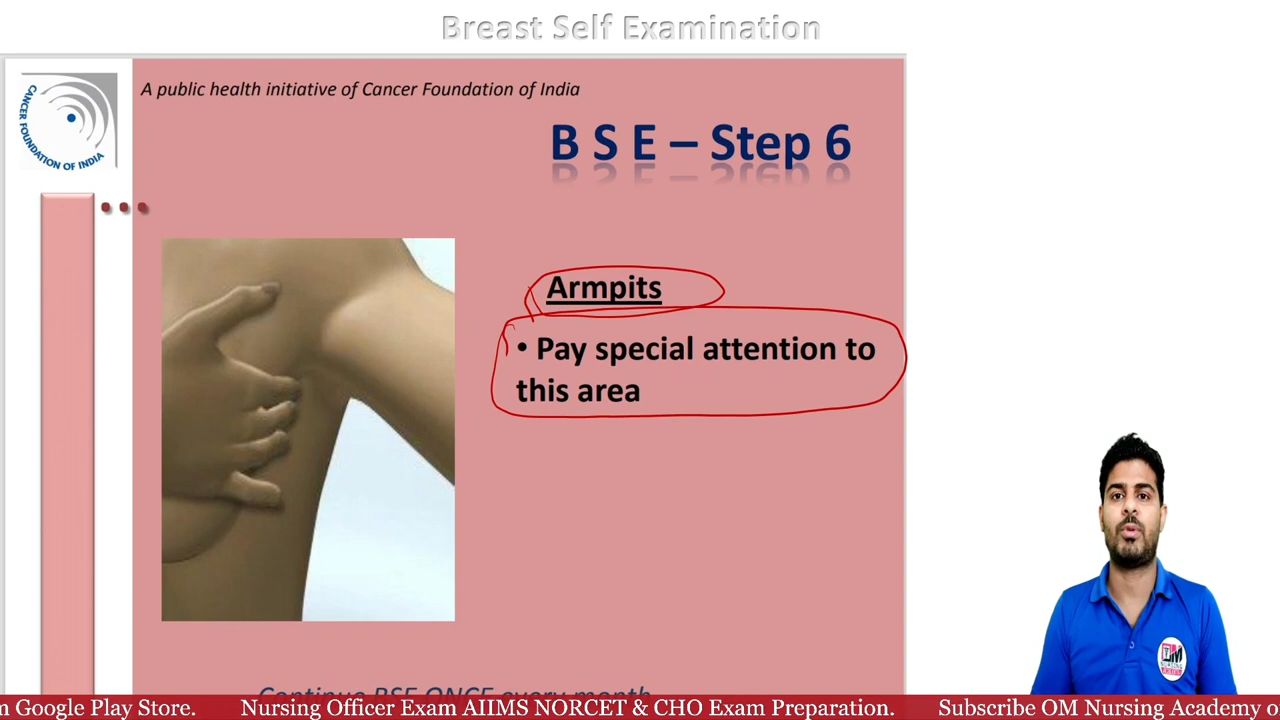 Breast Self Examination
CANCER FOUNDATION OF INDIA
A public health initiative of Cancer Foundation of India
B S E – Step 6
Armpits
• Pay special attention to
this area
Continue BSE ONCE every month
m Google Play Store. Nursing Officer Exam AIIMS NORCET & CHO Exam Preparation. Subscribe OM Nursing Academy o